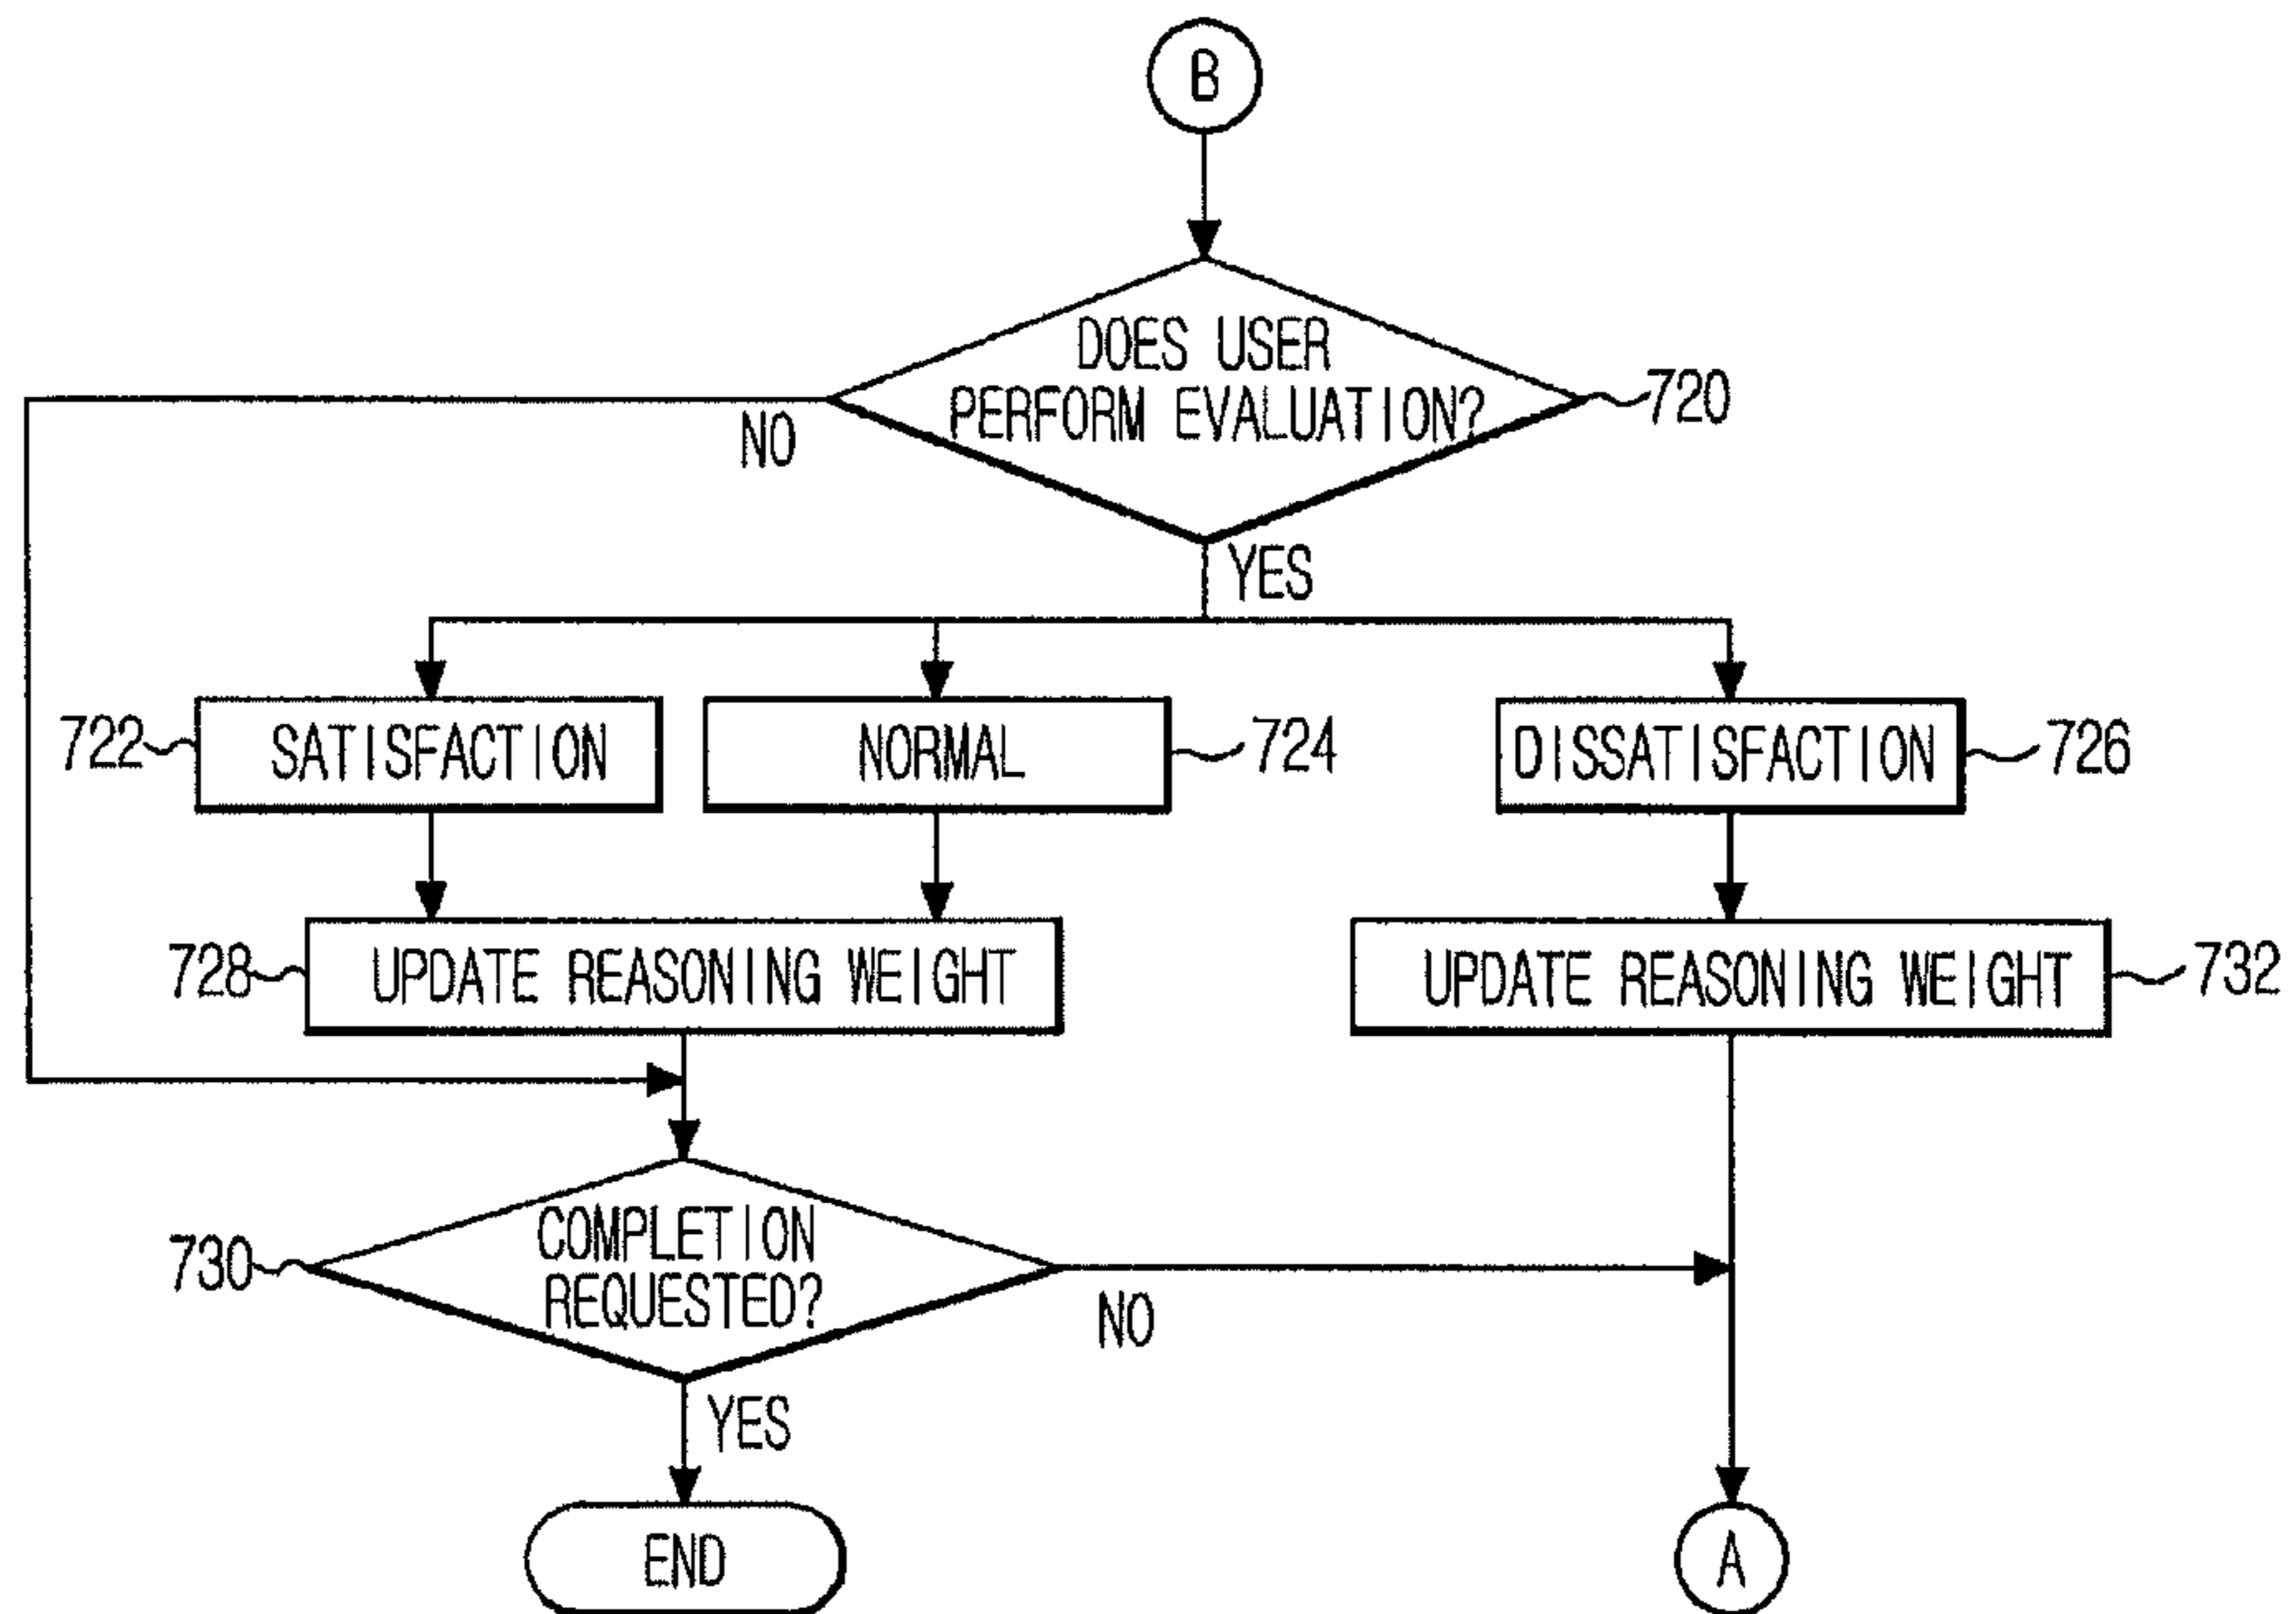 B
DOES USER
PERFORM EVALUATION?
720
NO
YES
722
SATISFACTION
NORMAL
724
DISSATISFACTION
726
728
UPDATE REASONING WEIGHT
UPDATE REASONING WEIGHT
732
730
COMPLETION
REQUESTED?
NO
YES
END
A